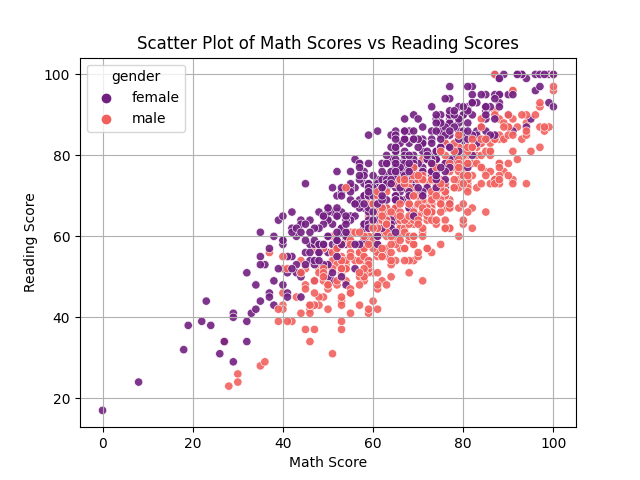 Scatter Plot of Math Scores vs Reading Scores
gender
female
male
100
80
60
40
20
Reading Score
0 20 40 60 80 100
Math Score